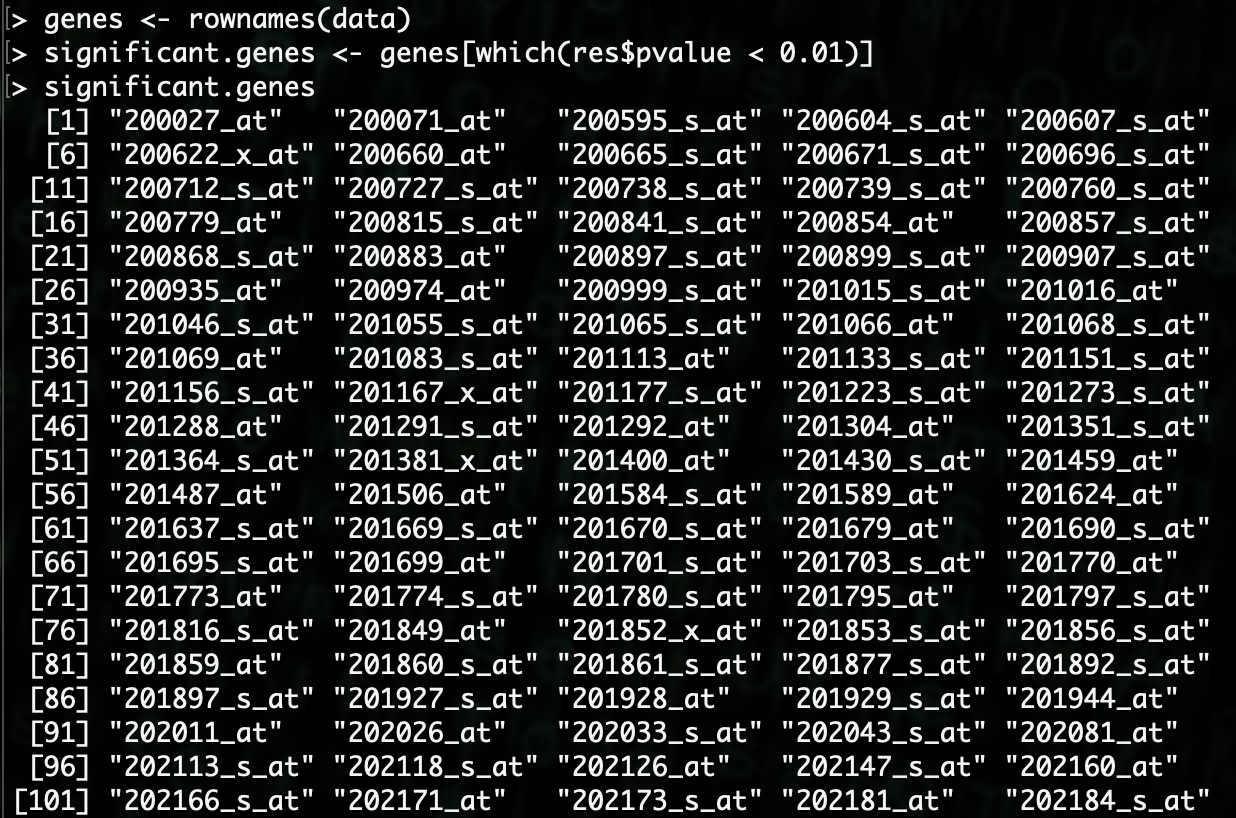 [> genes <- rownames(data)
[> significant.genes <- genes[which(res$pvalue < 0.01)]
[> significant.genes
[1] "200027_at" "200071_at" "200595_s_at" "200604_s_at" "200607_s_at"
[6] "200622_x_at" "200660_at" "200665_s_at" "200671_s_at" "200696_s_at"
[11] "200712_s_at" "200727_s_at" "200738_s_at" "200739_s_at" "200760_s_at"
[16] "200779_at" "200815_s_at" "200841_s_at" "200854_at" "200857_s_at"
[21] "200868_s_at" "200883_at" "200897_s_at" "200899_s_at" "200907_s_at"
[26] "200935_at" "200974_at" "200999_s_at" "201015_s_at" "201016_at"
[31] "201046_s_at" "201055_s_at" "201065_s_at" "201066_at" "201068_s_at"
[36] "201069_at" "201083_s_at" "201113_at" "201133_s_at" "201151_s_at"
[41] "201156_s_at" "201167_x_at" "201177_s_at" "201223_s_at" "201273_s_at"
[46] "201288_at" "201291_s_at" "201292_at" "201304_at" "201351_s_at"
[51] "201364_s_at" "201381_x_at" "201400_at" "201430_s_at" "201459_at"
[56] "201487_at" "201506_at" "201584_s_at" "201589_at" "201624_at"
[61] "201637_s_at" "201669_s_at" "201670_s_at" "201679_at" "201690_s_at"
[66] "201695_s_at" "201699_at" "201701_s_at" "201703_s_at" "201770_at"
[71] "201773_at" "201774_s_at" "201780_s_at" "201795_at" "201797_s_at"
[76] "201816_s_at" "201849_at" "201852_x_at" "201853_s_at" "201856_s_at"
[81] "201859_at" "201860_s_at" "201861_s_at" "201877_s_at" "201892_s_at"
[86] "201897_s_at" "201927_s_at" "201928_at" "201929_s_at" "201944_at"
[91] "202011_at" "202026_at" "202033_s_at" "202043_s_at" "202081_at"
[96] "202113_s_at" "202118_s_at" "202126_at" "202147_s_at" "202160_at"
[101] "202166_s_at" "202171_at" "202173_s_at" "202181_at" "202184_s_at"